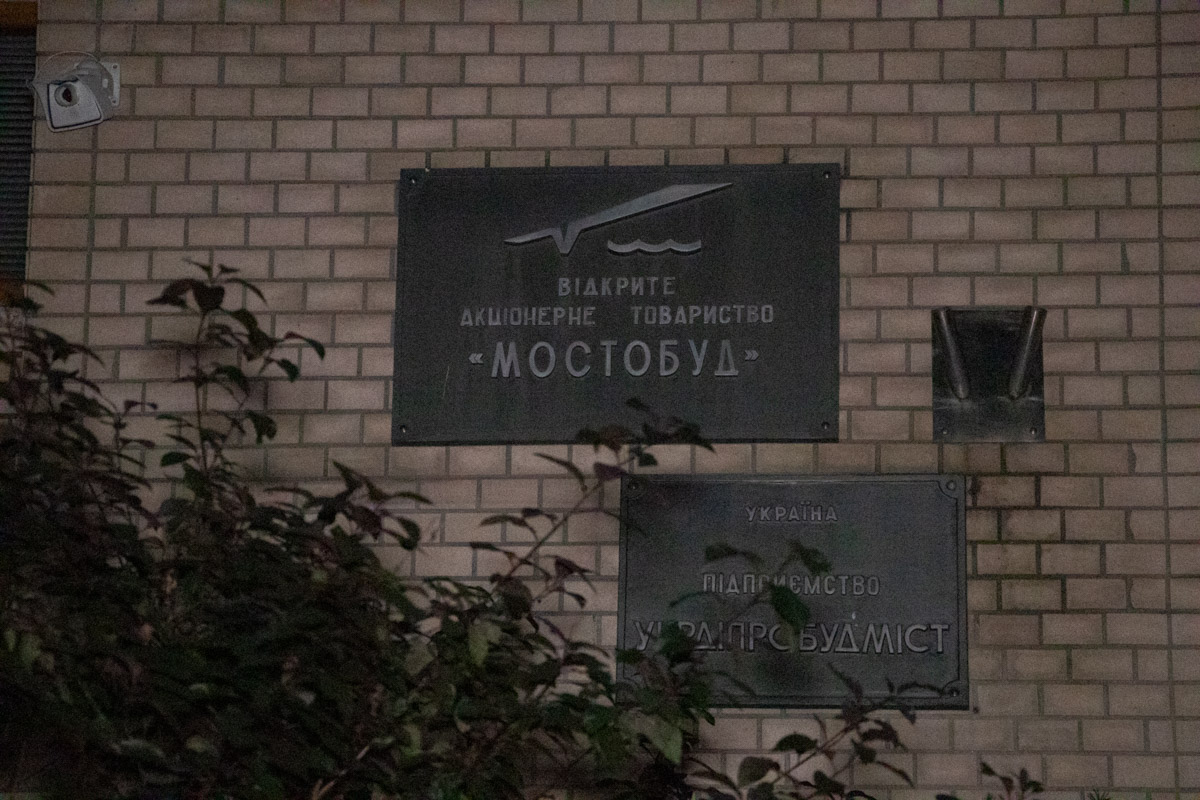 ВІДКРИТЕ
АКЦІОНЕРНЕ ТОВАРИСТВО
«МОСТОБУД»
УКРАЇНА
ПІДПРИЄМСТВО
УКРДІПРОБУДМІСТ